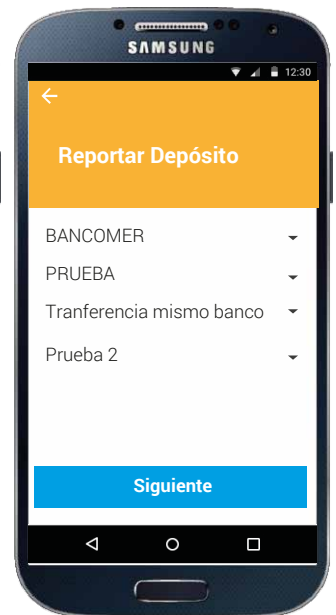 SAMSUNG
12:30
Reportar Depósito
BANCOMER
PRUEBA
Tranferencia mismo banco
Prueba 2
Siguiente